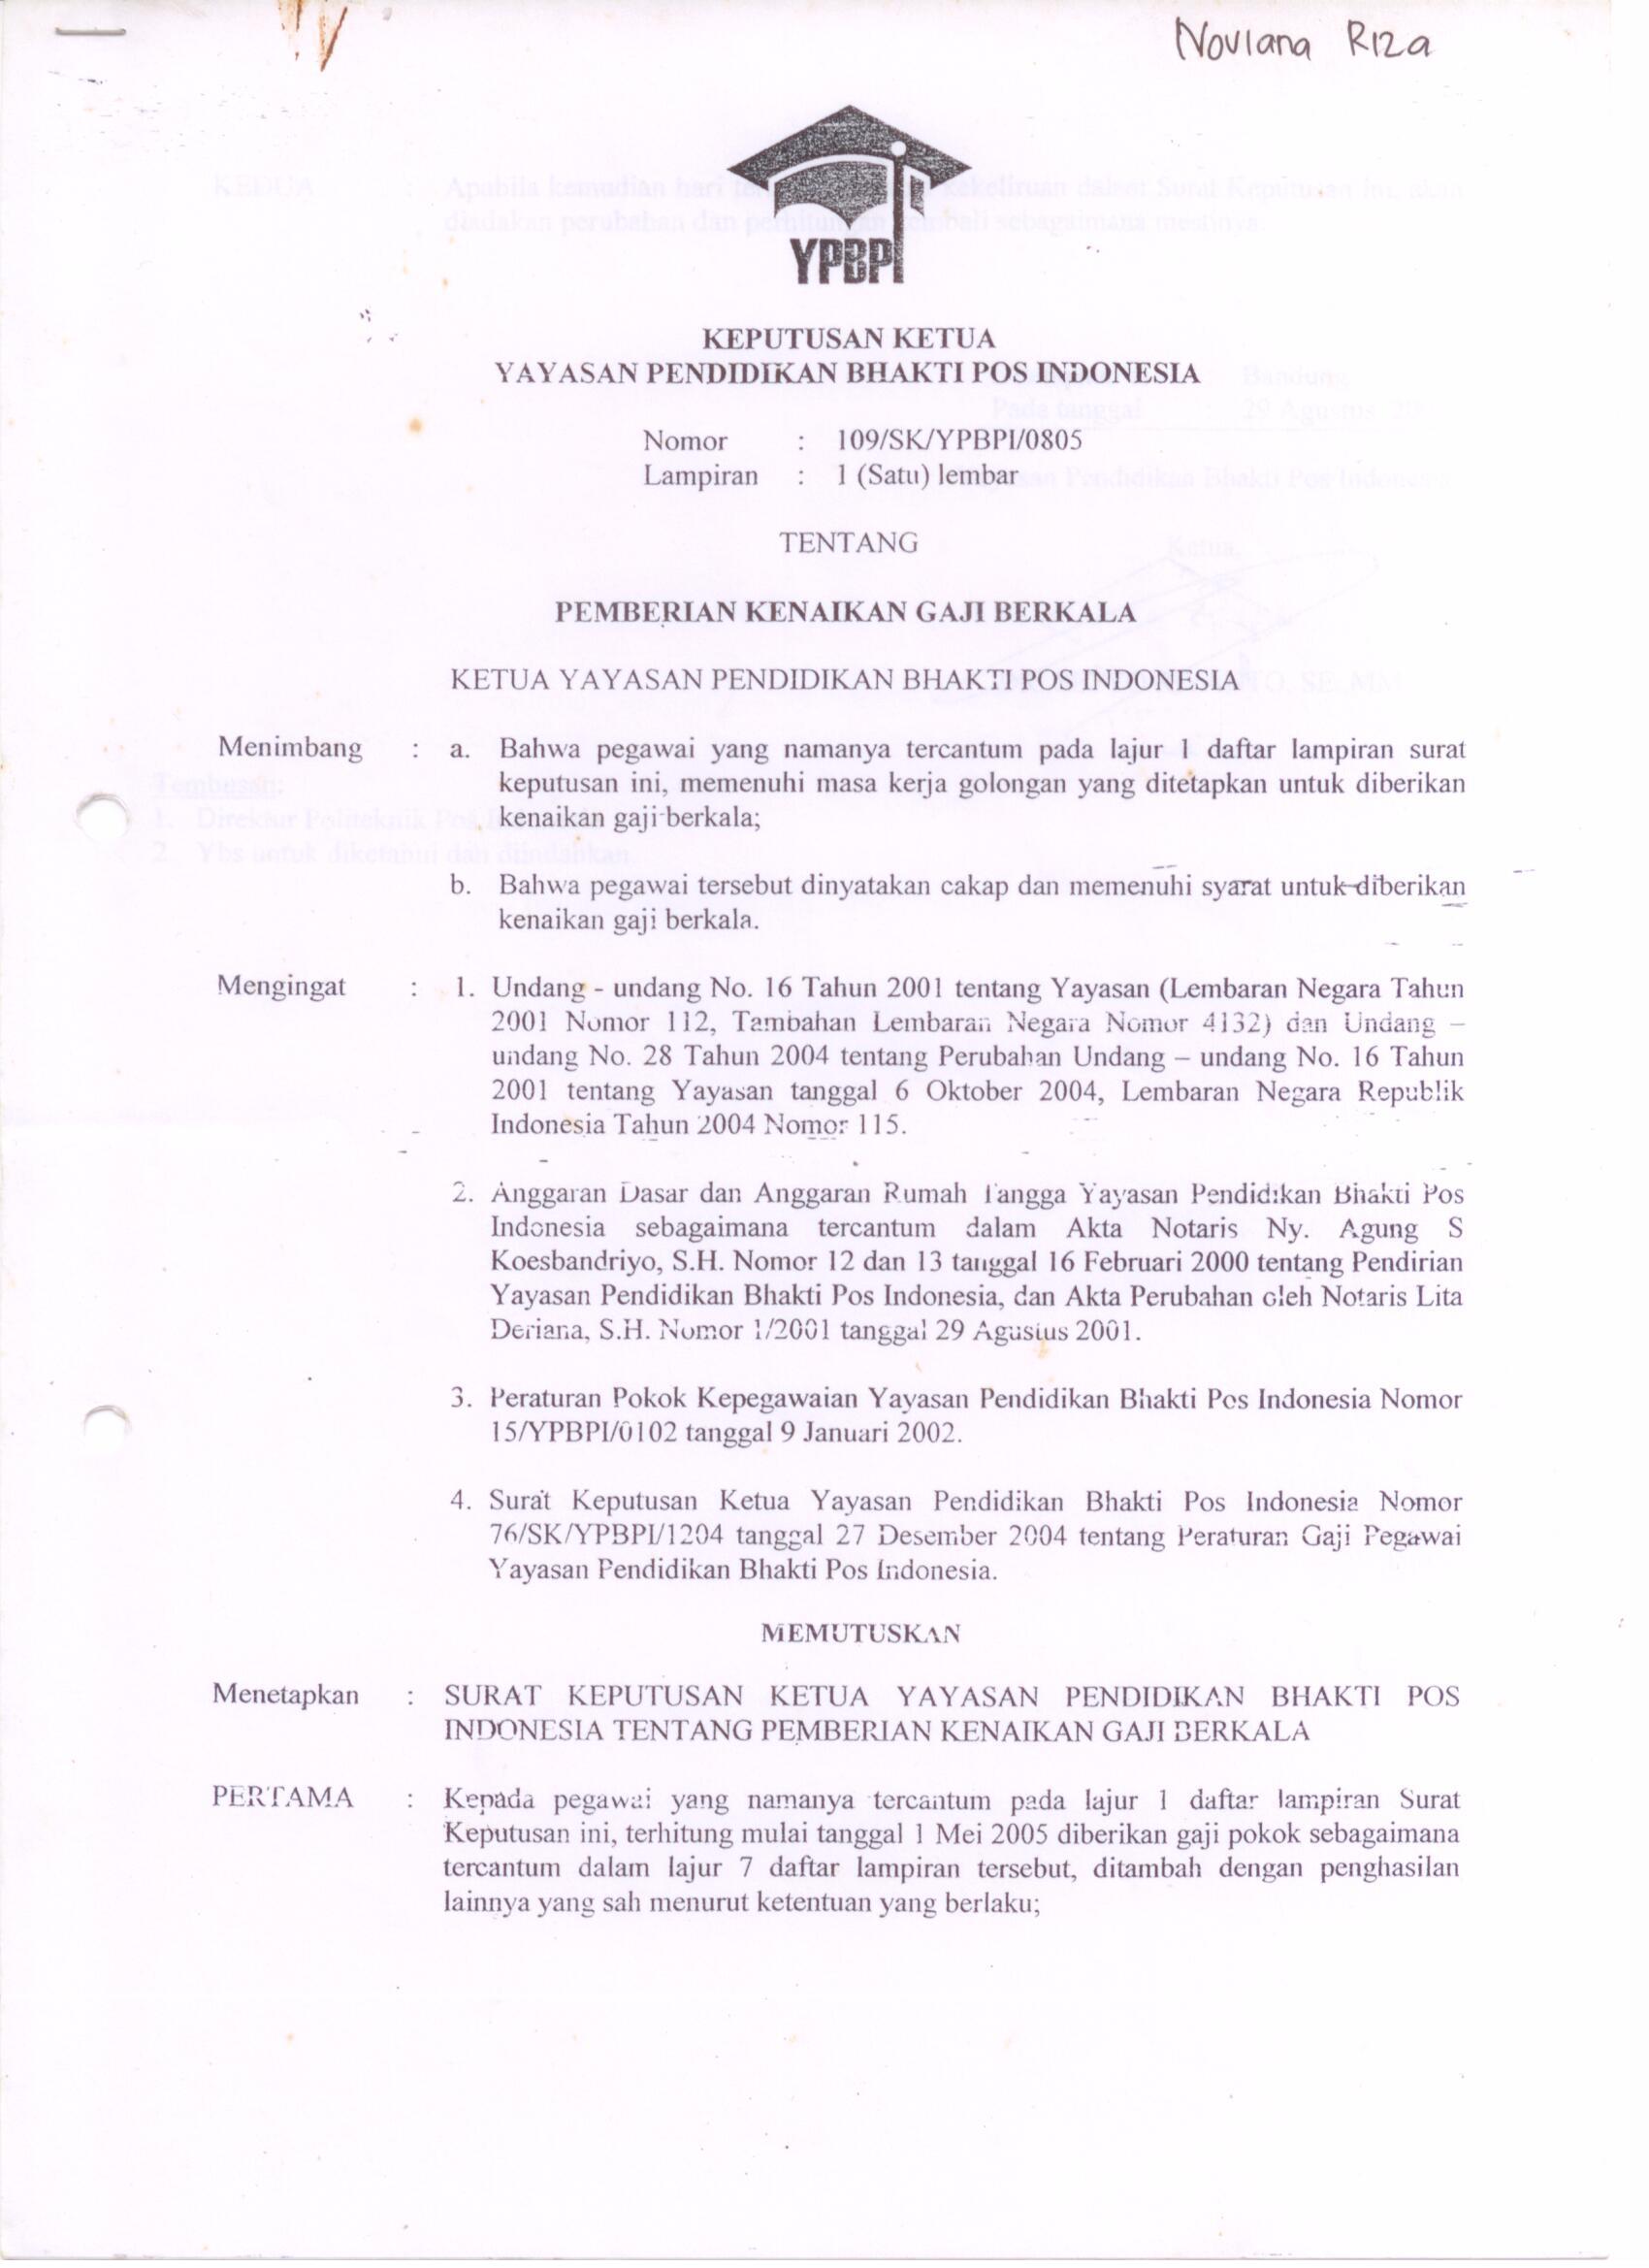 Noviana Riza
YPBPI
KEPUTUSAN KETUA
YAYASAN PENDIDIKAN BHAKTI POS INDONESIA
Nomor : 109/SK/YPBPI/0805
Lampiran : 1 (Satu) lembar
TENTANG
PEMBERIAN KENAIKAN GAJI BERKALA
KETUA YAYASAN PENDIDIKAN BHAKTI POS INDONESIA
Menimbang : a. Bahwa pegawai yang namanya tercantum pada lajur 1 daftar lampiran surat
keputusan ini, memenuhi masa kerja golongan yang ditetapkan untuk diberikan
kenaikan gaji berkala;
b. Bahwa pegawai tersebut dinyatakan cakap dan memenuhi syarat untuk diberikan
kenaikan gaji berkala.
Mengingat : 1. Undang - undang No. 16 Tahun 2001 tentang Yayasan (Lembaran Negara Tahun
2001 Nomor 112, Tambahan Lembaran Negara Nomor 4132) dan Undang –
undang No. 28 Tahun 2004 tentang Perubahan Undang – undang No. 16 Tahun
2001 tentang Yayasan tanggal 6 Oktober 2004, Lembaran Negara Republik
Indonesia Tahun 2004 Nomor 115.
2. Anggaran Dasar dan Anggaran Rumah Tangga Yayasan Pendidikan Bhakti Pos
Indonesia sebagaimana tercantum dalam Akta Notaris Ny. Agung S
Koesbandriyo, S.H. Nomor 12 dan 13 tanggal 16 Februari 2000 tentang Pendirian
Yayasan Pendidikan Bhakti Pos Indonesia, dan Akta Perubahan oleh Notaris Lita
Deriana, S.H. Nomor 1/2001 tanggal 29 Agustus 2001.
3. Peraturan Pokok Kepegawaian Yayasan Pendidikan Bhakti Pos Indonesia Nomor
15/YPBPI/0102 tanggal 9 Januari 2002.
4. Surat Keputusan Ketua Yayasan Pendidikan Bhakti Pos Indonesia Nomor
76/SK/YPBPI/1204 tanggal 27 Desember 2004 tentang Peraturan Gaji Pegawai
Yayasan Pendidikan Bhakti Pos Indonesia.
MEMUTUSKAN
Menetapkan : SURAT KEPUTUSAN KETUA YAYASAN PENDIDIKAN BHAKTI POS
INDONESIA TENTANG PEMBERIAN KENAIKAN GAJI BERKALA
PERTAMA : Kepada pegawai yang namanya tercantum pada lajur 1 daftar lampiran Surat
Keputusan ini, terhitung mulai tanggal 1 Mei 2005 diberikan gaji pokok sebagaimana
tercantum dalam lajur 7 daftar lampiran tersebut, ditambah dengan penghasilan
lainnya yang sah menurut ketentuan yang berlaku;